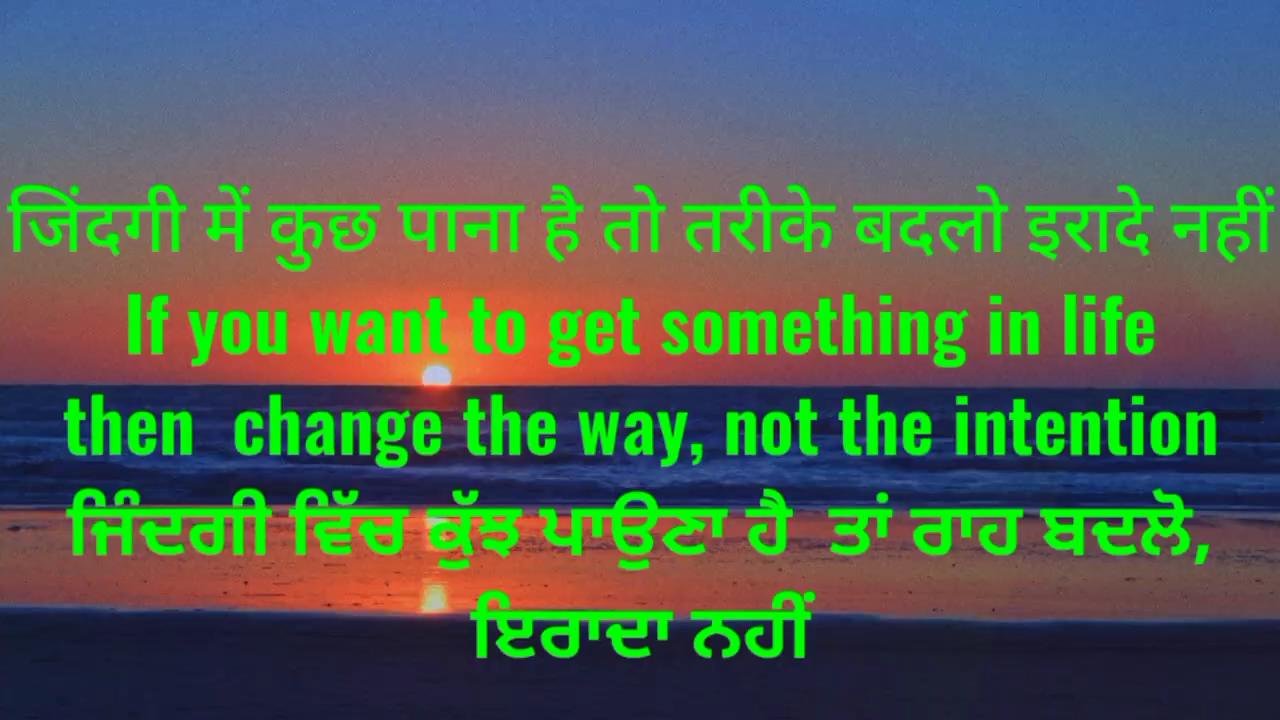 जिंदगी में कुछ पाना है तो तरीके बदलो इरादे नहीं
If you want to get something in life
then  change the way, not the intention
ਜਿੰਦਗੀ ਵਿੱਚ ਕੁੱਝ ਪਾਉਣਾ ਹੈ  ਤਾਂ ਰਾਹ ਬਦਲੋ,
ਇਰਾਦਾ ਨਹੀਂ